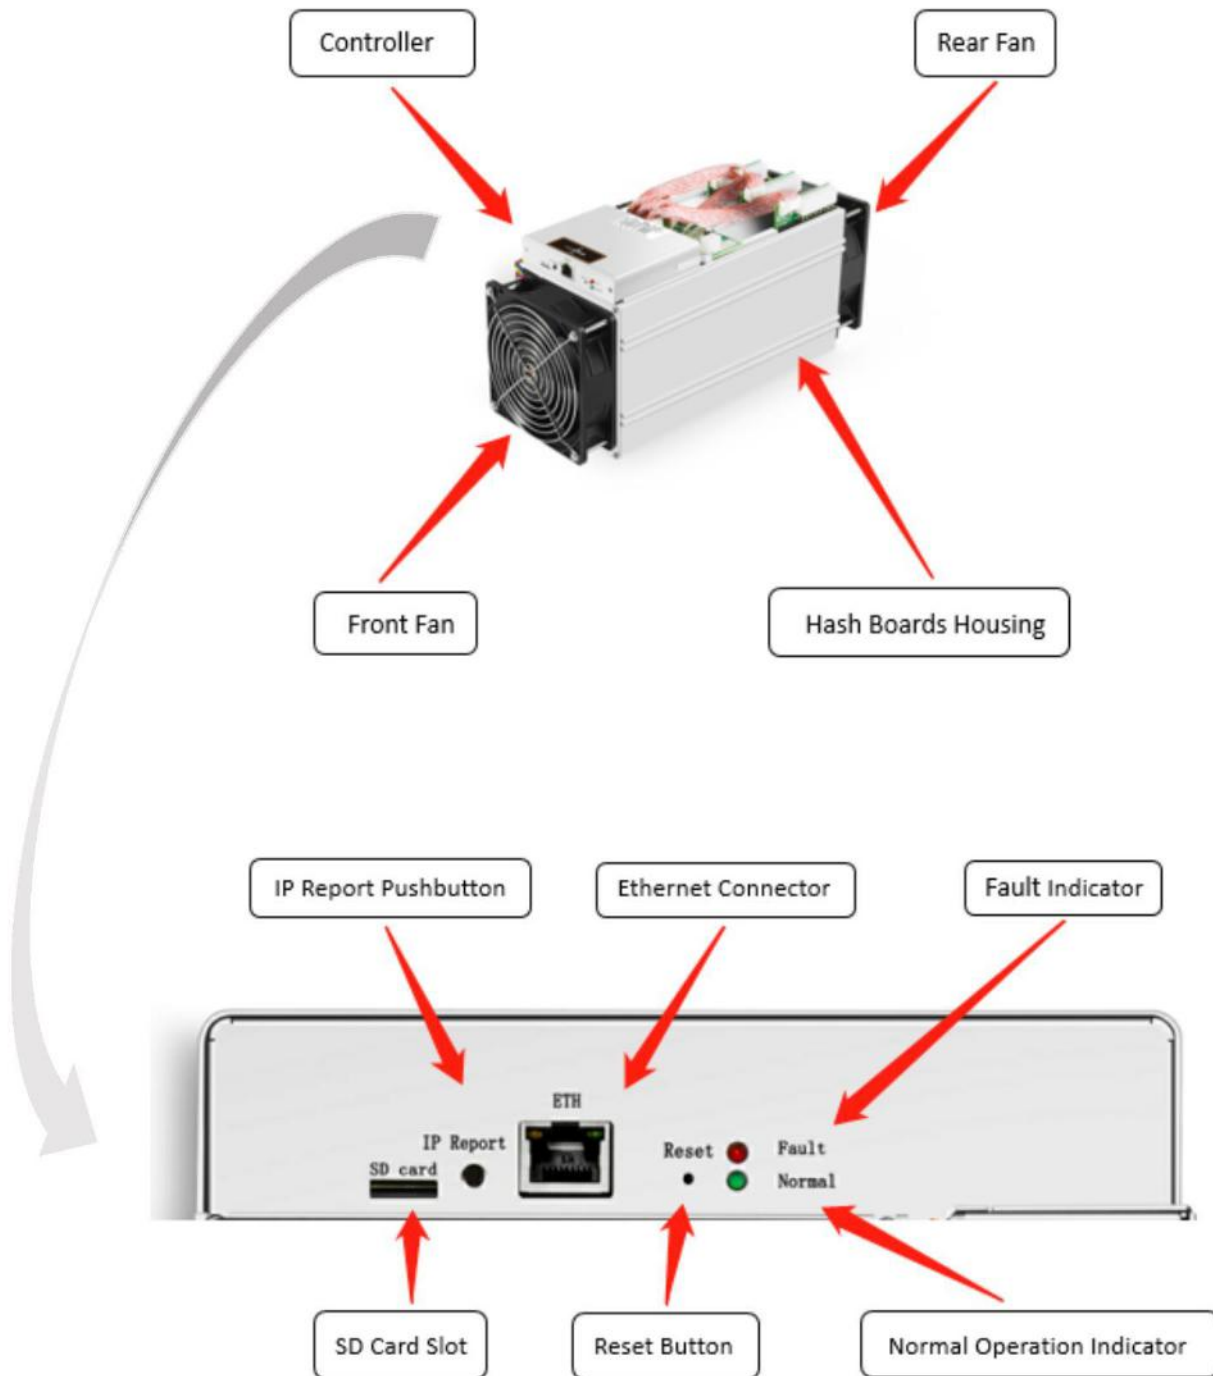 Controller
Rear Fan
Front Fan
Hash Boards Housing
IP Report Pushbutton
Ethernet Connector
Fault Indicator
ETH
IP Report
SD card
Reset
Fault
Normal
SD Card Slot
Reset Button
Normal Operation Indicator